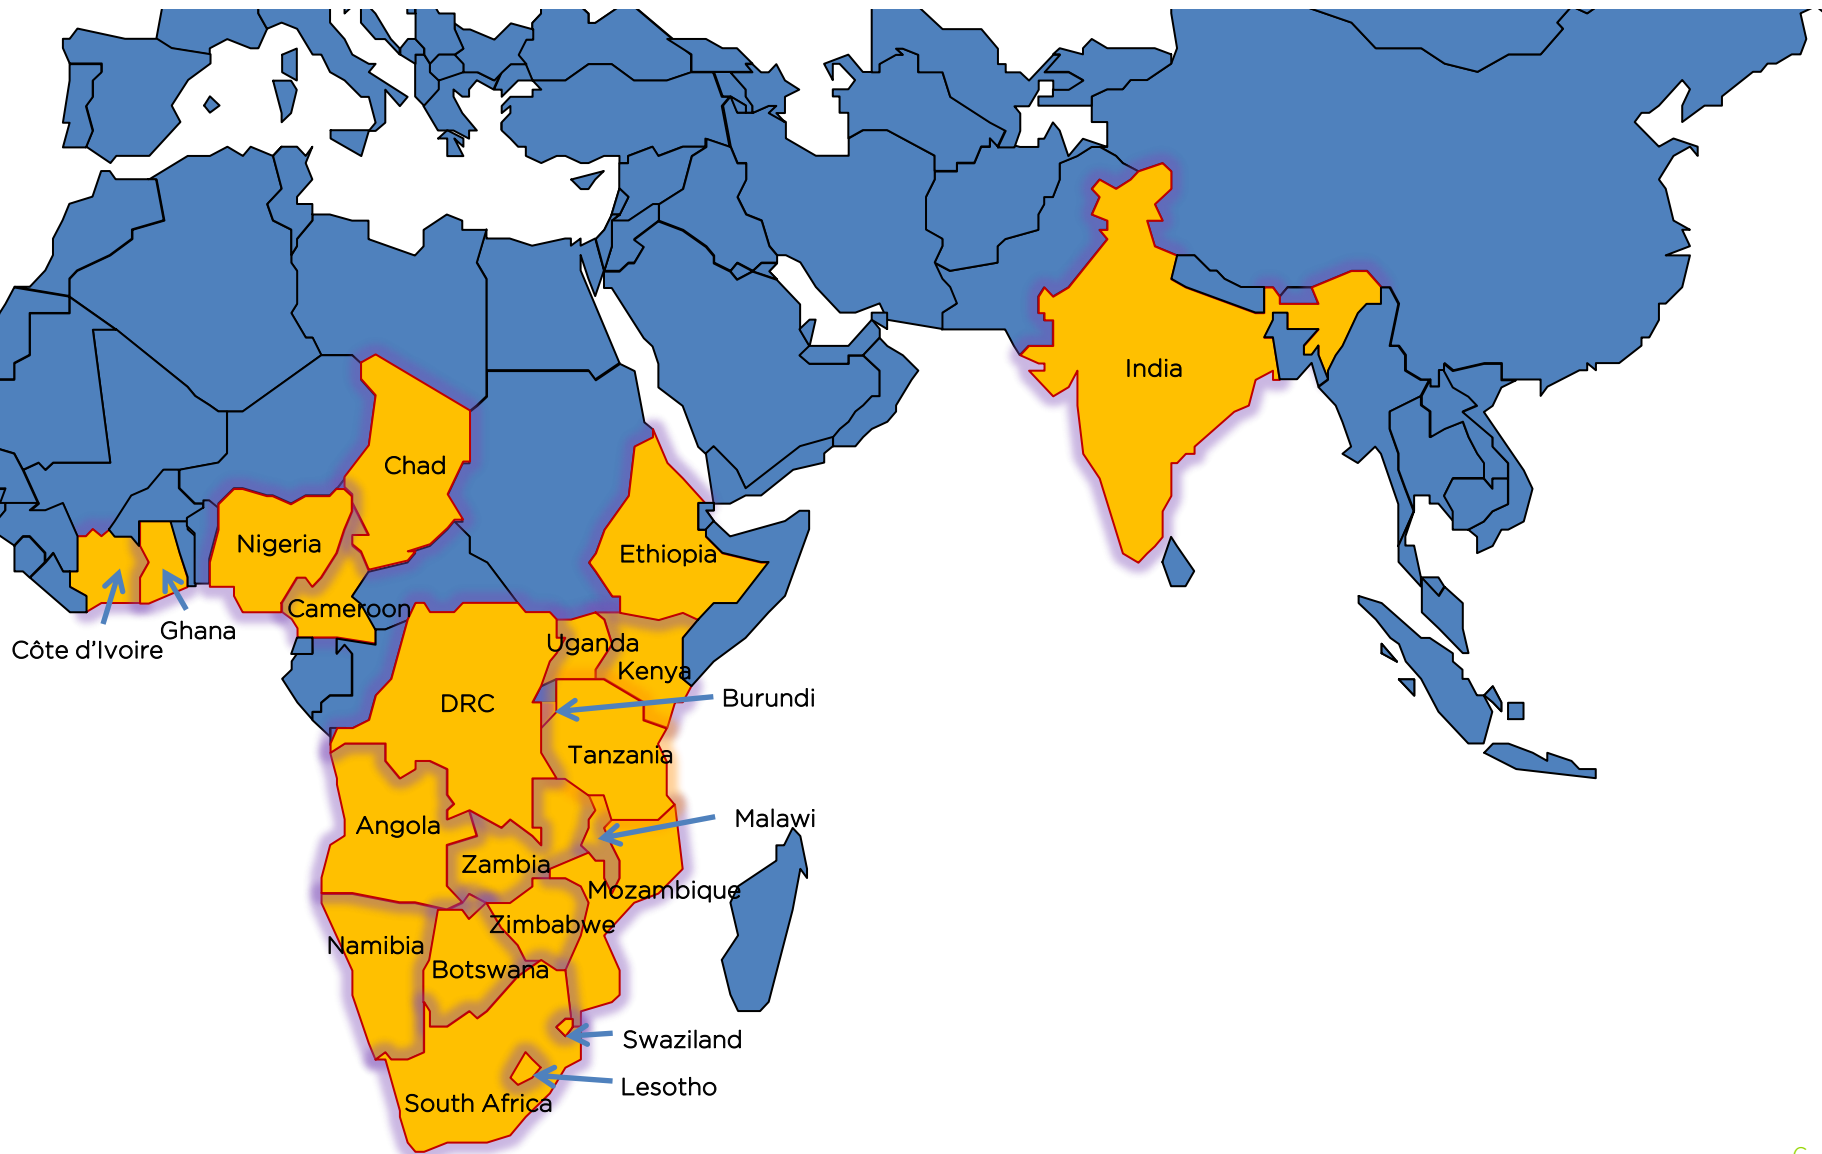 India
Chad
Nigeria
Ethiopia
Cameroon
Ghana
Côte d'Ivoire
Uganda
Kenya
Burundi
DRC
Tanzania
Malawi
Angola
Zambia
Mozambique
Zimbabwe
Namibia
Botswana
Swaziland
Lesotho
South Africa